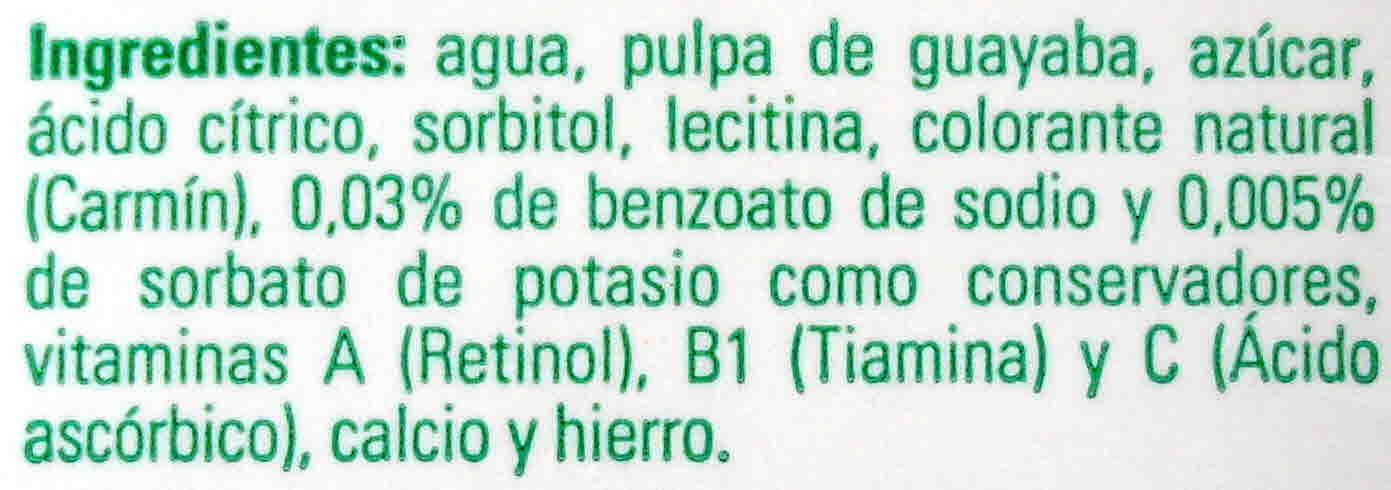 Ingredientes: agua, pulpa de guayaba, azúcar,
ácido cítrico, sorbitol, lecitina, colorante natural
(Carmín), 0,03% de benzoato de sodio y 0,005%
de sorbato de potasio como conservadores,
vitaminas A (Retinol), B1 (Tiamina) y C (Ácido
ascórbico), calcio y hierro.